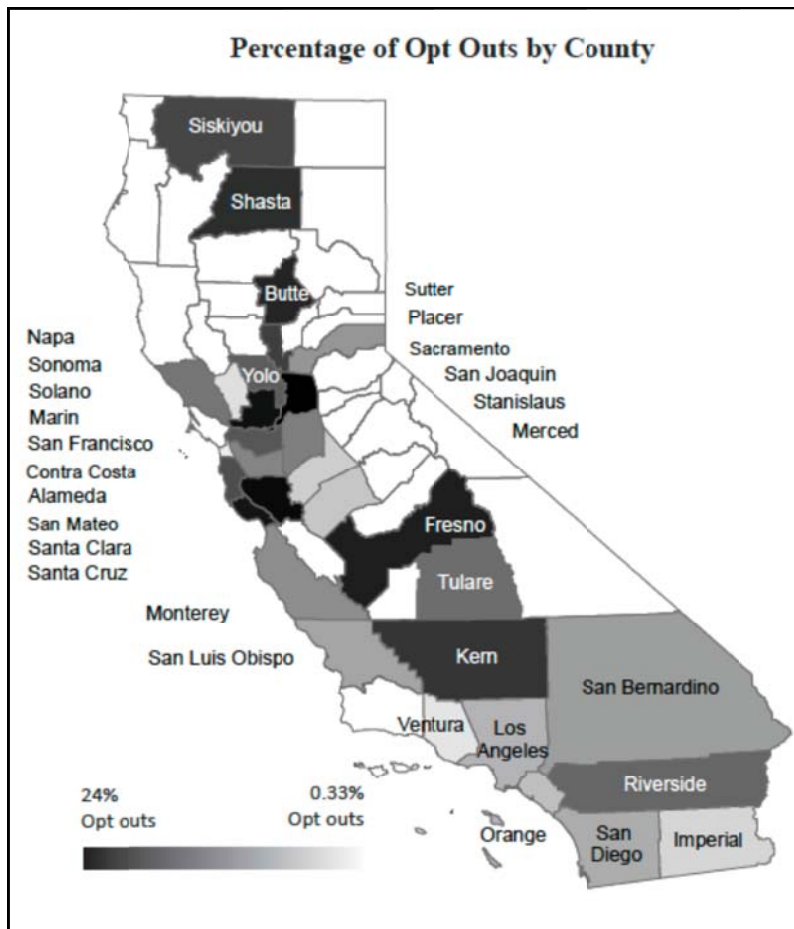 Percentage of Opt Outs by County
Siskiyou
Shasta
Butte
Sutter
Placer
Sacramento
San Joaquin
Stanislaus
Merced
Napa
Sonoma
Solano
Marin
San Francisco
Contra Costa
Alameda
San Mateo
Santa Clara
Santa Cruz
Yolo
Fresno
Tulare
Monterey
San Luis Obispo
Kern
San Bernardino
Ventura
Los
Angeles
Riverside
Orange
San
Diego
Imperial
24%
Opt outs
0.33%
Opt outs